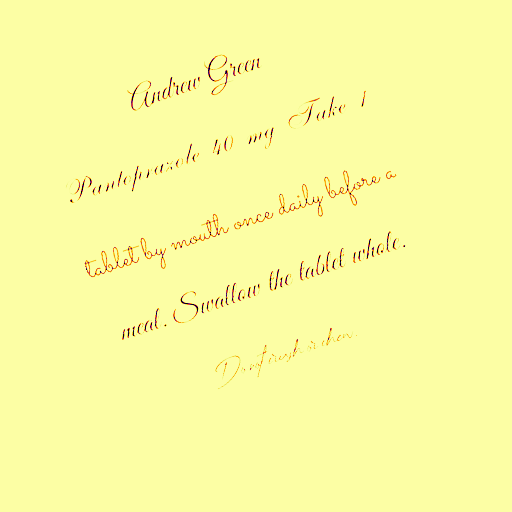 Andrew Green
Pantoprazole 40 mg Take 1
tablet by mouth once daily before a
meal. Swallow the tablet whole.
Do not crush or chew.